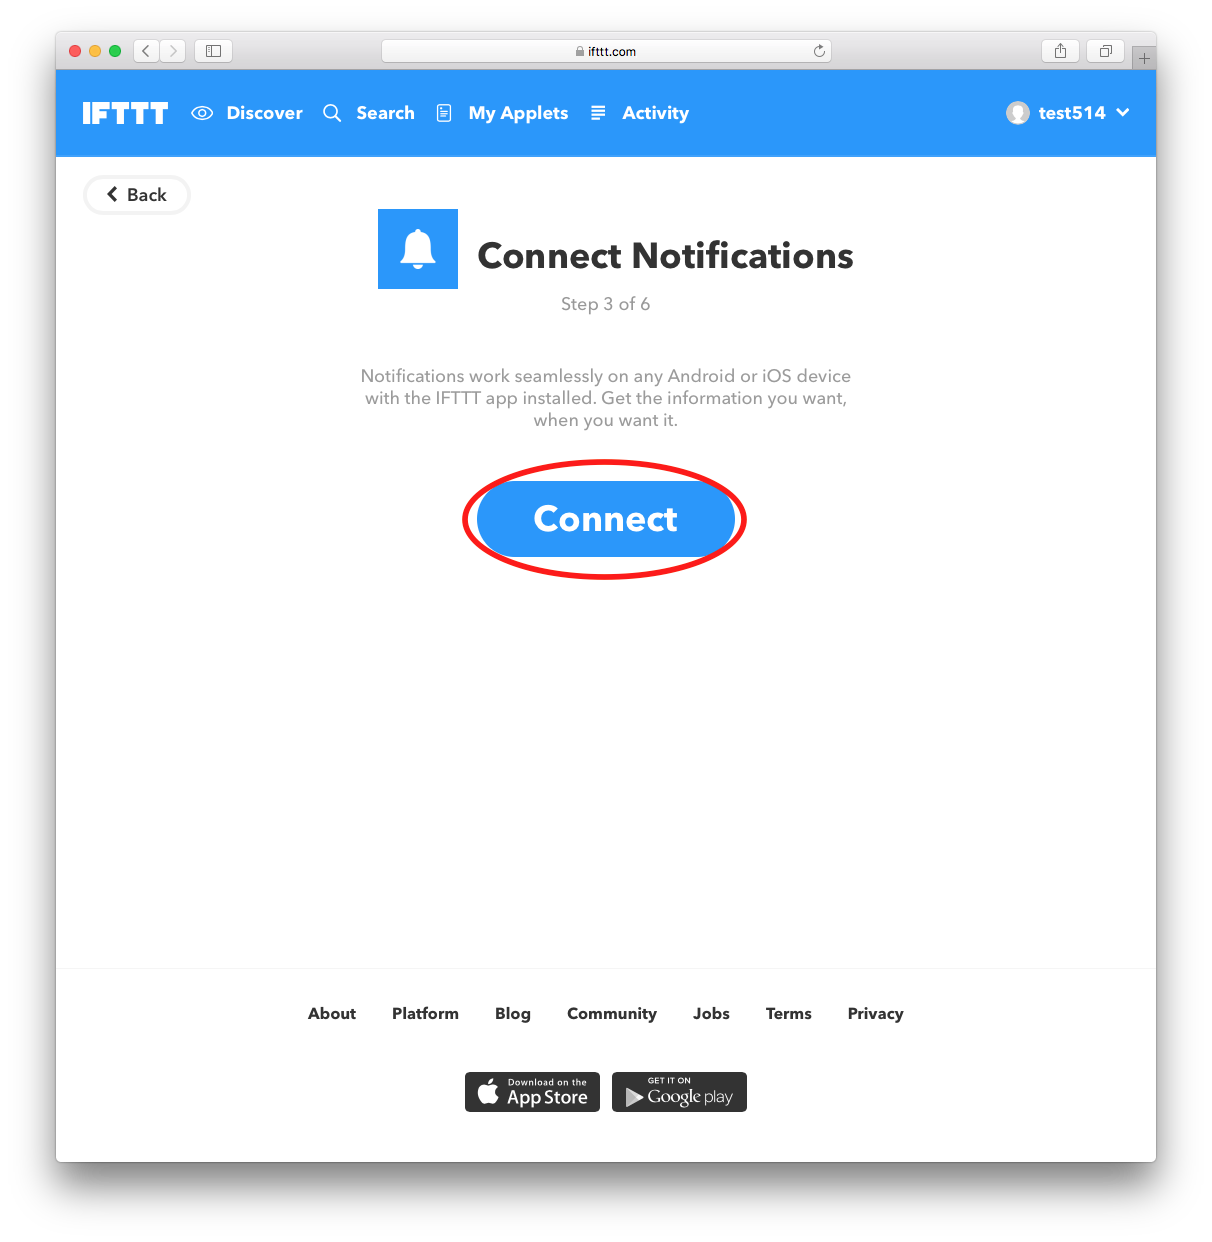 ifttt.com
IFTTT Discover Search My Applets Activity test514
Back
Connect Notifications
Step 3 of 6
Notifications work seamlessly on any Android or iOS device
with the IFTTT app installed. Get the information you want,
when you want it.
Connect
About Platform Blog Community Jobs Terms Privacy
Download on the
App Store
GET IT ON
Google play